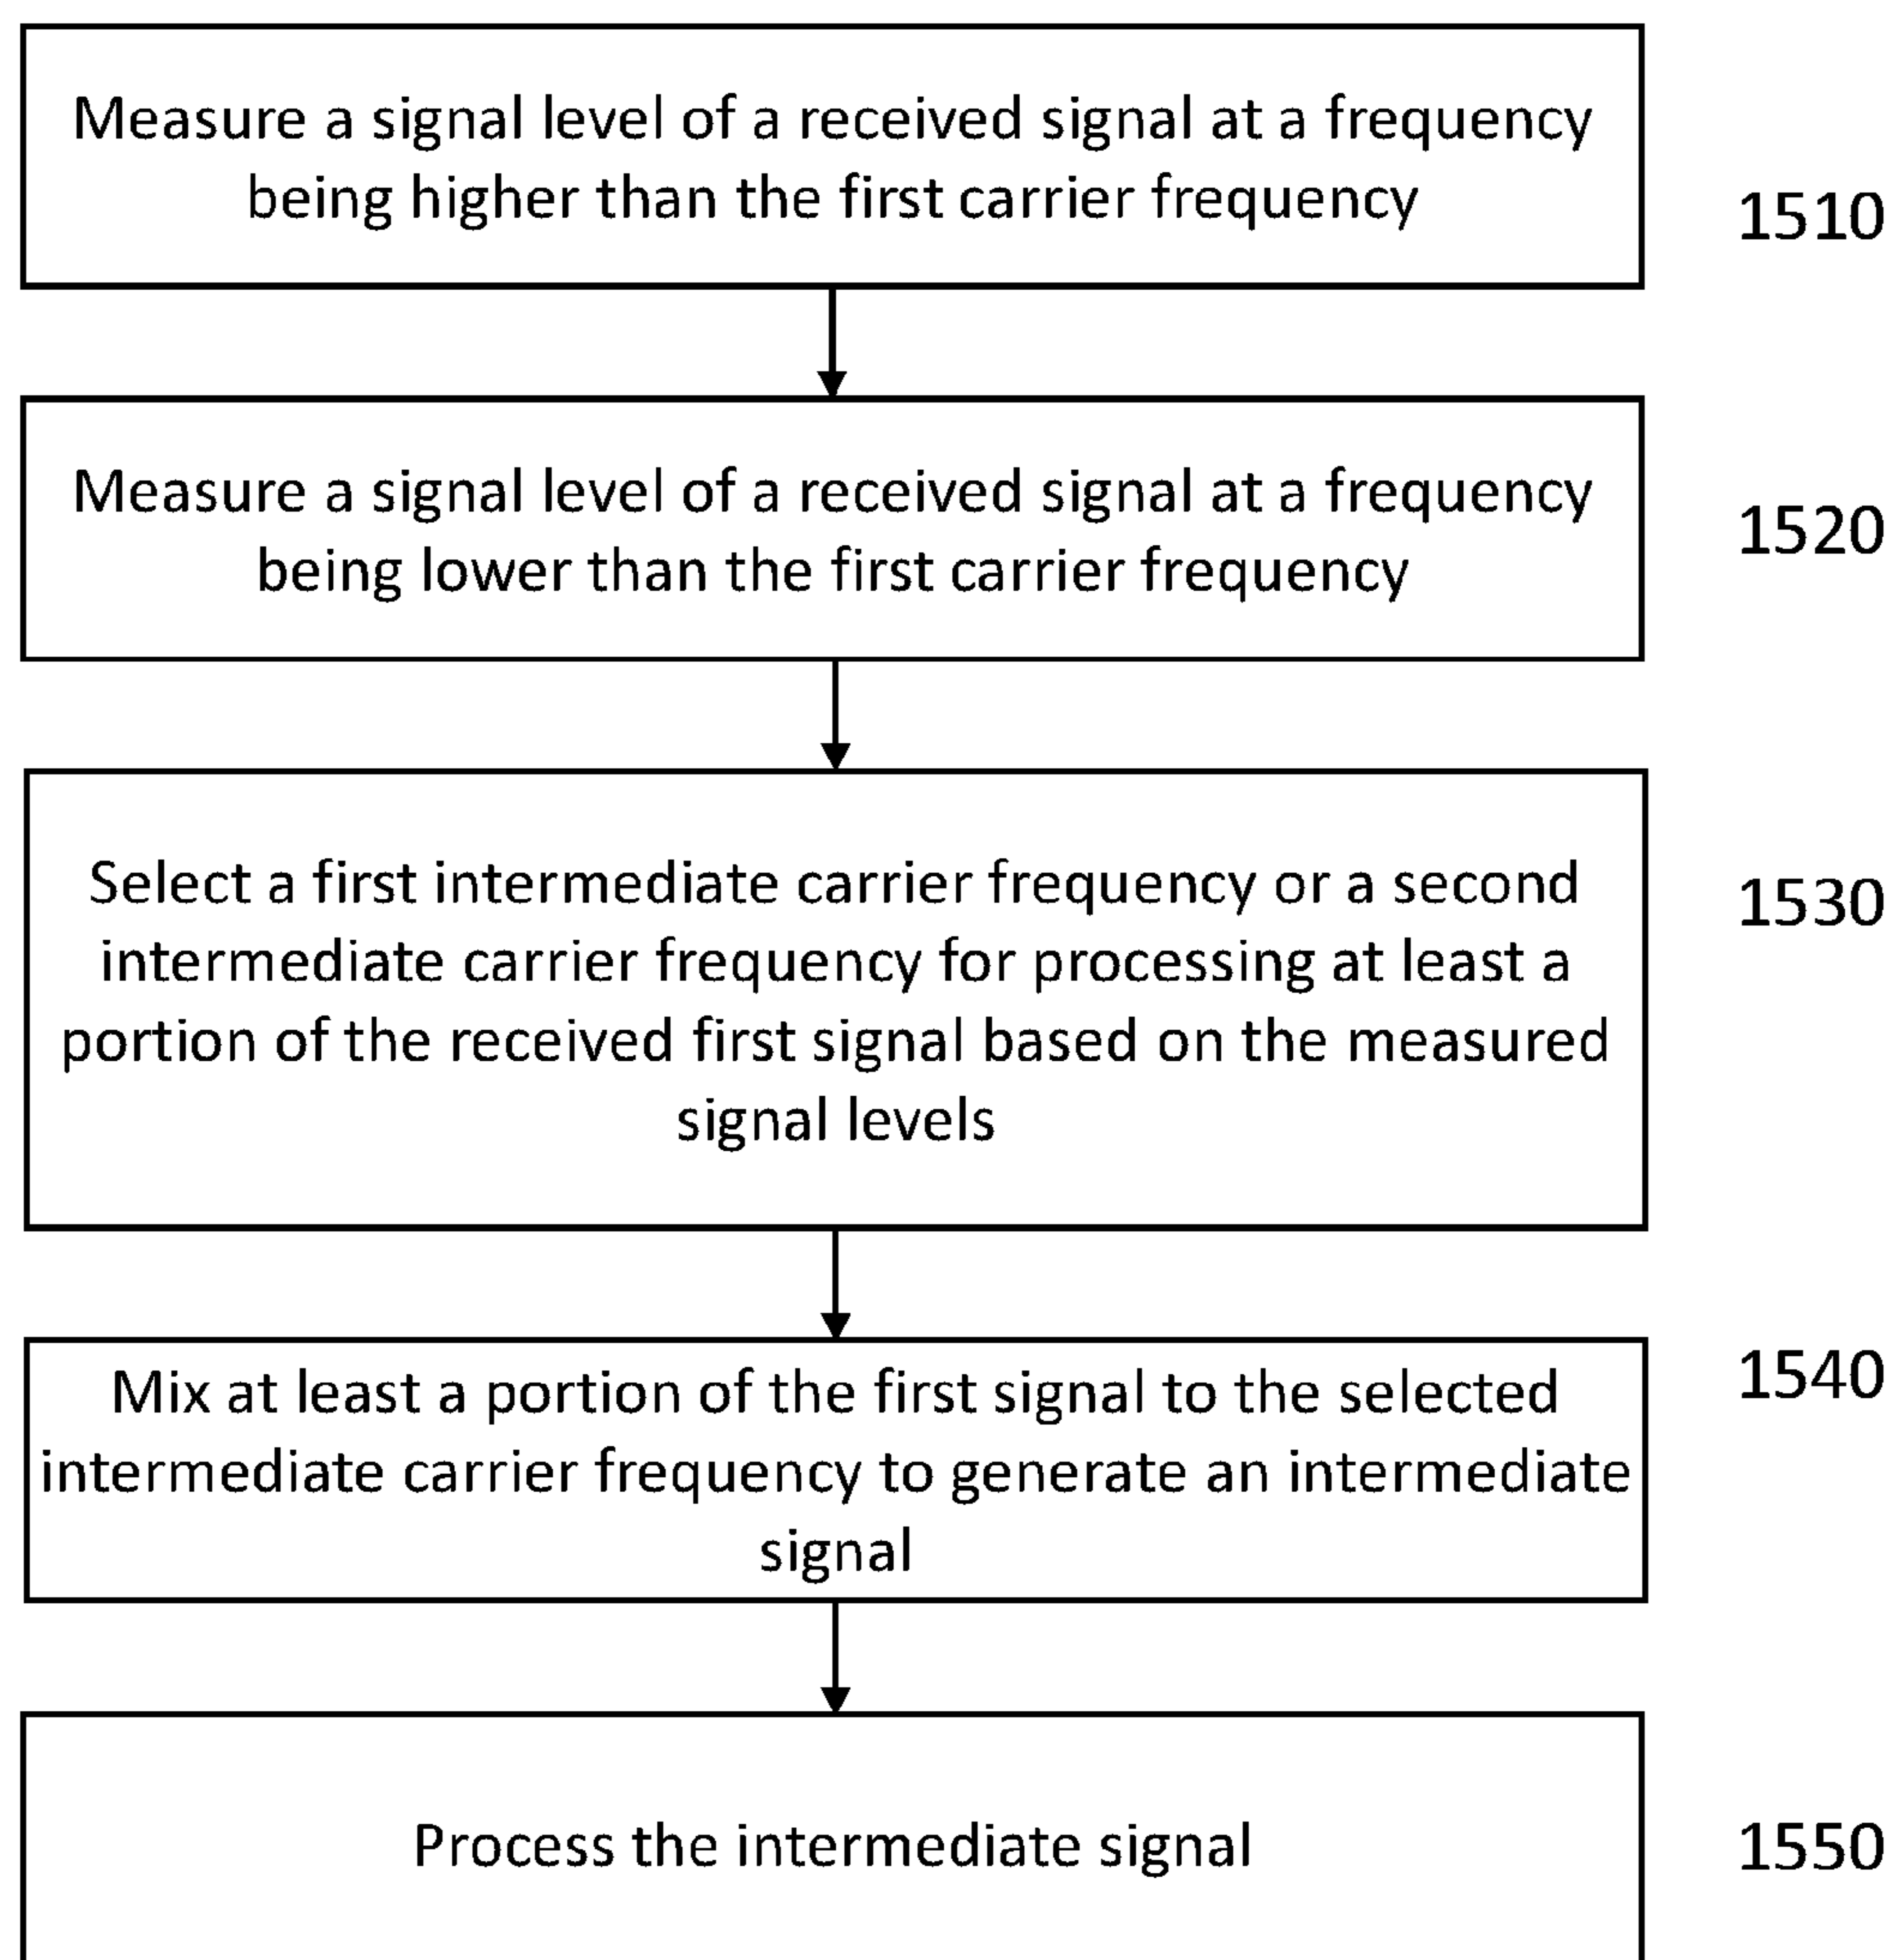 Measure a signal level of a received signal at a frequency
being higher than the first carrier frequency
1510
Measure a signal level of a received signal at a frequency
being lower than the first carrier frequency
1520
Select a first intermediate carrier frequency or a second
intermediate carrier frequency for processing at least a
portion of the received first signal based on the measured
signal levels
1530
Mix at least a portion of the first signal to the selected
intermediate carrier frequency to generate an intermediate
signal
1540
Process the intermediate signal
1550